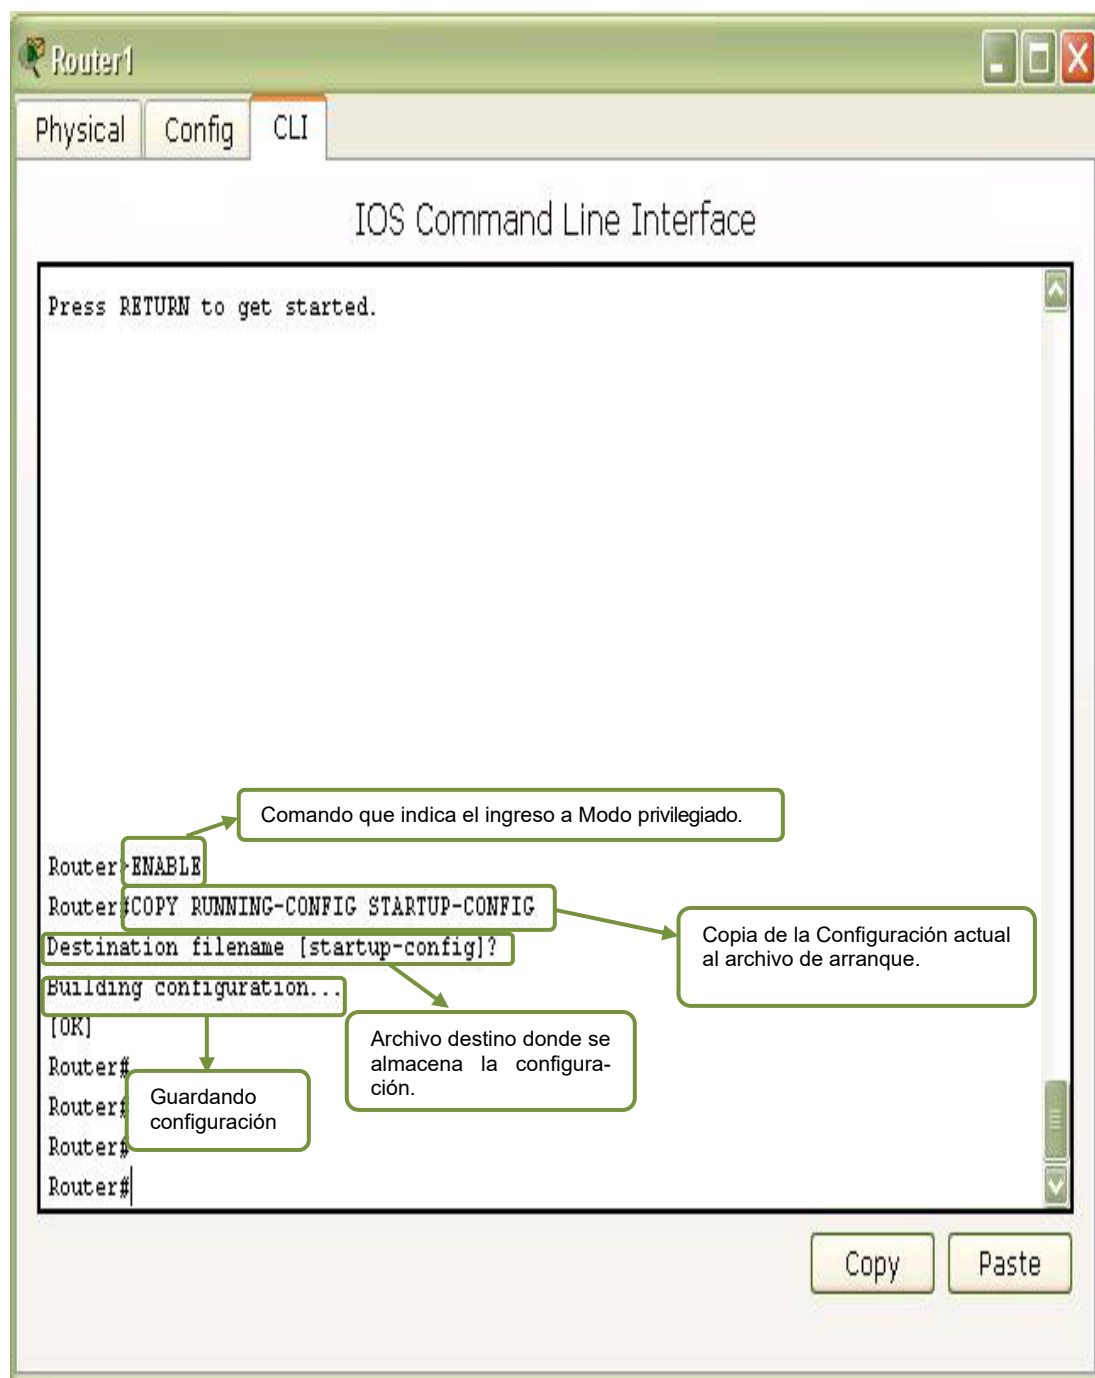 Router1
Physical Config CLI
IOS Command Line Interface
Press RETURN to get started.
Comando que indica el ingreso a Modo privilegiado.
Router>ENABLE
Router#COPY RUNNING-CONFIG STARTUP-CONFIG
Destination filename [startup-config]?
Building configuration...
[OK]
Router#
Router#
Router#
Router#
Copia de la Configuración actual
al archivo de arranque.
Archivo destino donde se
almacena la configura-
ción.
Guardando
configuración
Copy Paste